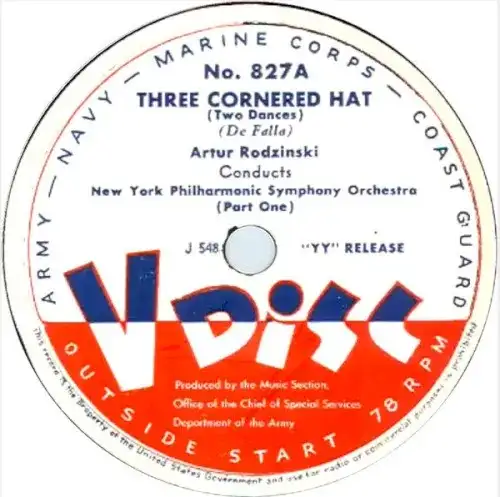 ARMY — NAVY — MARINE CORPS — COAST GUARD
No. 827A
THREE CORNERED HAT
(Two Dances)
(De Falla)
Artur Rodzinski
Conducts
New York Philharmonic Symphony Orchestra
(Part One)
J 548
"YY" RELEASE
V DiSC
Produced by the Music Section,
Office of the Chief of Special Services
Department of the Army
OUTSIDE START 78 RPM
This record is the Property of the United States Government and use for radio or commercial purposes is prohibited.